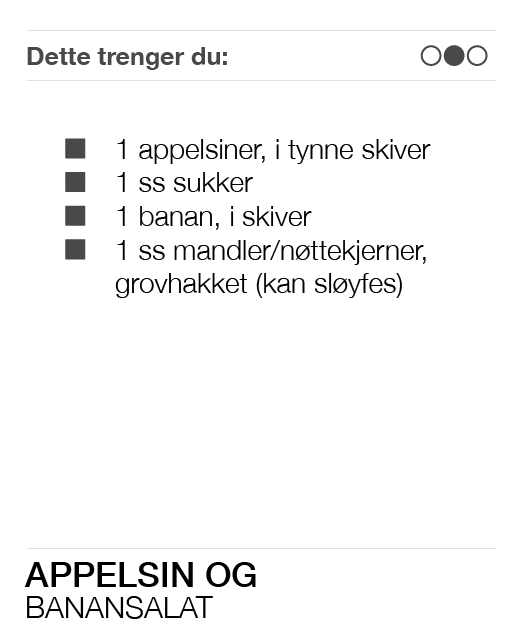 Dette trenger du:
1 appelsiner, i tynne skiver
1 ss sukker
1 banan, i skiver
1 ss mandler/nøttekjerner,
grovhakket (kan sløyfes)
APPELSIN OG
BANANSALAT